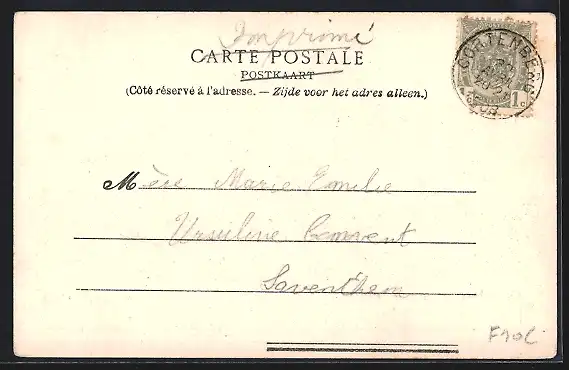 Imprimé
CARTE POSTALE
POSTKAART
(Côté réservé à l'adresse. — Zijde voor het adres alleen.)
CORTENBERG
1c
Mère Marie Emilie
Ursuline Convent
Saventhem
F10C